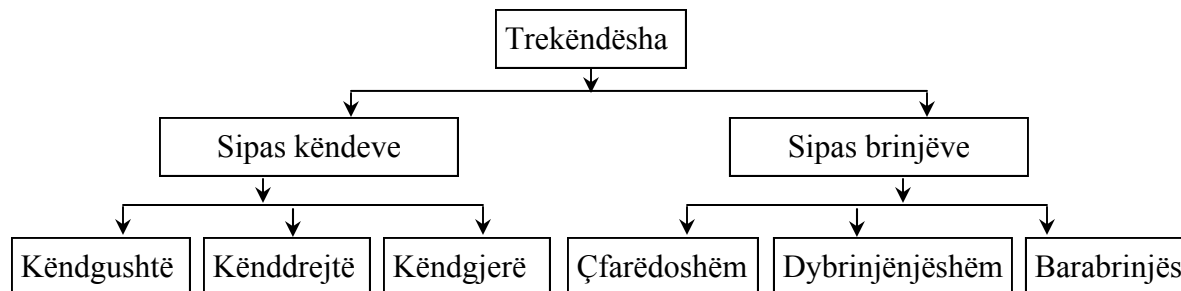 Trekëndësha
Sipas këndeve
Sipas brinjëve
Këndgushtë
Kënddrejtë
Këndgjerë
Çfarëdoshëm
Dybrinjënjëshëm
Barabrinjës